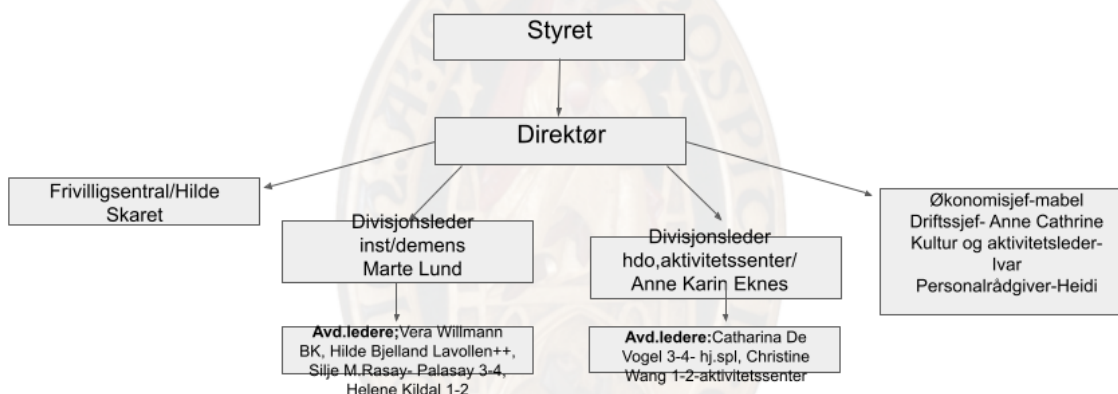 Styret
Direktør
Frivilligsentral/Hilde
Skaret
Divisjonsleder
inst/demens
Marte Lund
Divisjonsleder
hdo,aktivitetssenter/
Anne Karin Eknes
Økonomisjef-mabel
Driftssjef- Anne Cathrine
Kultur og aktivitetsleder-
Ivar
Personalrådgiver-Heidi
Avd.ledere;Vera Willmann
BK, Hilde Bjelland Lavollen++,
Silje M.Rasay- Palasay 3-4,
Helene Kildal 1-2
Avd.ledere:Catharina De
Vogel 3-4- hj.spl, Christine
Wang 1-2-aktivitetssenter